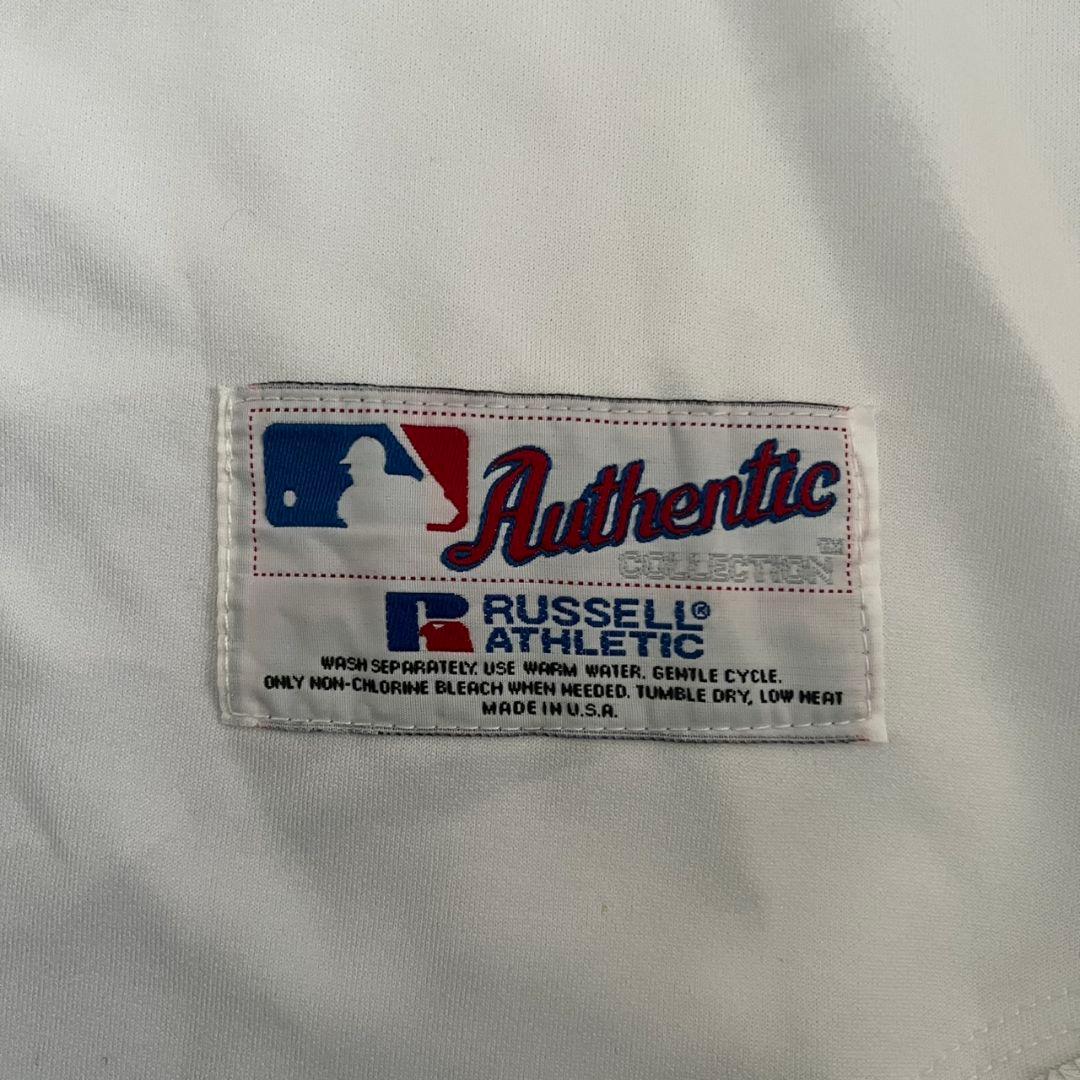 Authentic
COLLECTION™
RUSSELL®
ATHLETIC
WASH SEPARATELY. USE WARM WATER. GENTLE CYCLE.
ONLY NON-CHLORINE BLEACH WHEN NEEDED. TUMBLE DRY, LOW HEAT
MADE IN U.S.A.